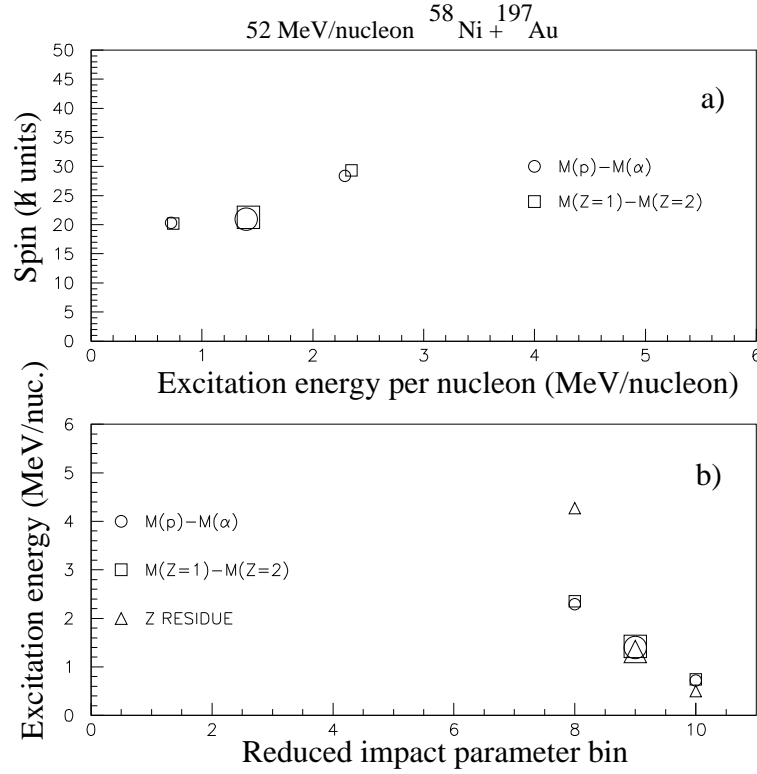 52 MeV/nucleon ⁵⁸Ni + ¹⁹⁷Au
a)
Spin (ℏ units)
50
45
40
35
30
25
20
15
10
5
0
M(p)−M(α)
M(Z=1)−M(Z=2)
0 1 2 3 4 5 6
Excitation energy per nucleon (MeV/nucleon)
b)
Excitation energy (MeV/nuc.)
6
5
4
3
2
1
0
M(p)−M(α)
M(Z=1)−M(Z=2)
Z RESIDUE
0 2 4 6 8 10
Reduced impact parameter bin